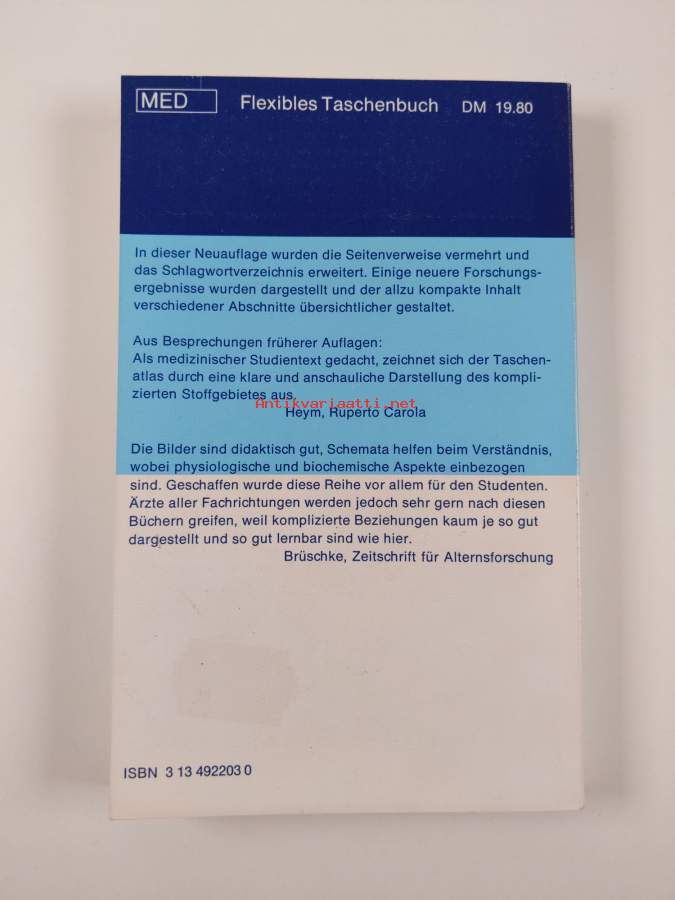 MED Flexibles Taschenbuch DM 19.80
In dieser Neuauflage wurden die Seitenverweise vermehrt und
das Schlagwortverzeichnis erweitert. Einige neuere Forschungs-
ergebnisse wurden dargestellt und der allzu kompakte Inhalt
verschiedener Abschnitte übersichtlicher gestaltet.
Aus Besprechungen früherer Auflagen:
Als medizinischer Studientext gedacht, zeichnet sich der Taschen-
atlas durch eine klare und anschauliche Darstellung des kompli-
zierten Stoffgebietes aus.
Antikvariaatti.net
Heym, Ruperto Carola
Die Bilder sind didaktisch gut, Schemata helfen beim Verständnis,
wobei physiologische und biochemische Aspekte einbezogen
sind. Geschaffen wurde diese Reihe vor allem für den Studenten.
Ärzte aller Fachrichtungen werden jedoch sehr gern nach diesen
Büchern greifen, weil komplizierte Beziehungen kaum je so gut
dargestellt und so gut lernbar sind wie hier.
Brüschke, Zeitschrift für Alternsforschung
ISBN 3 13 492203 0